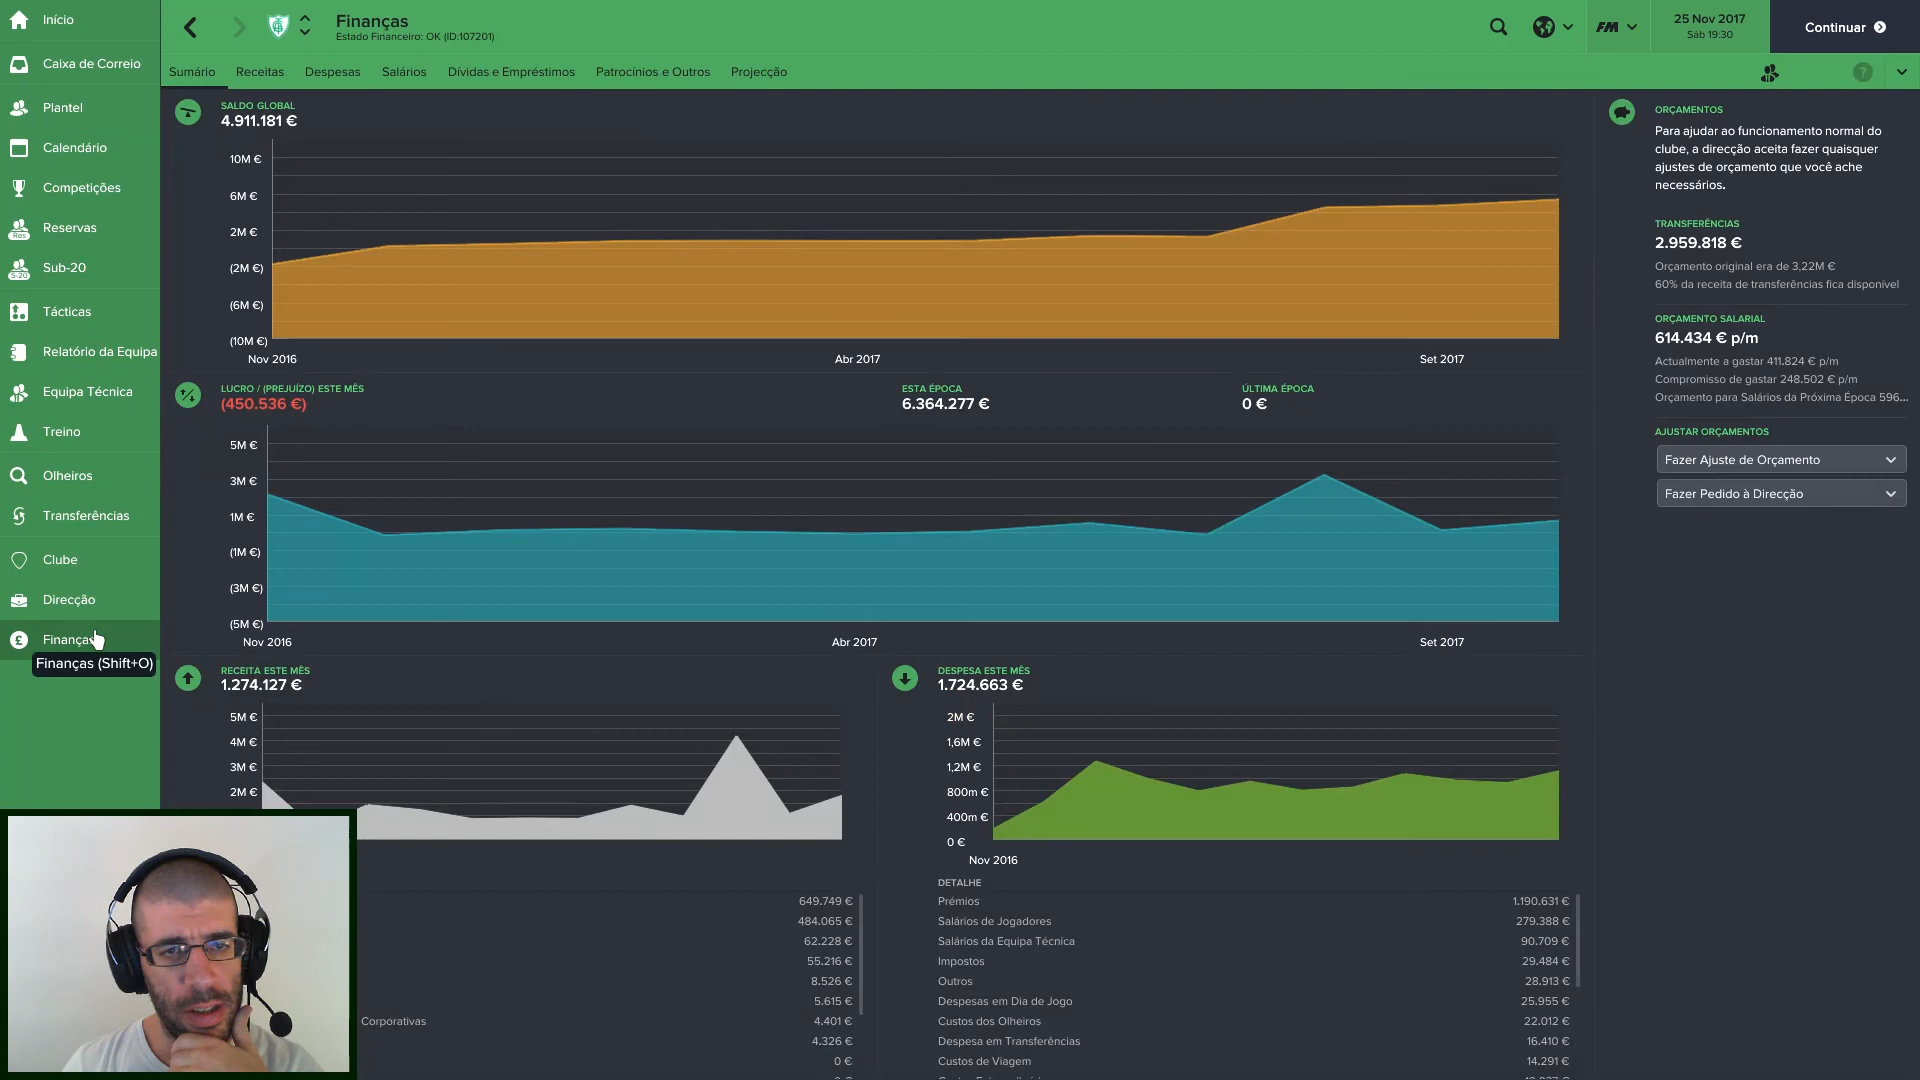 Início
Caixa de Correio
Plantel
Calendário
Competições
Reservas
Sub-20
Tácticas
Relatório da Equipa
Equipa Técnica
Treino
Olheiros
Transferências
Clube
Direcção
Finanças
Finanças (Shift+O)
Finanças
Estado Financeiro: OK (ID:107201)
FM
25 Nov 2017
Sáb 19:30
Continuar
Sumário
Receitas
Despesas
Salários
Dívidas e Empréstimos
Patrocínios e Outros
Projecção
SALDO GLOBAL
4.911.181 €
10M €
6M €
2M €
(2M €)
(6M €)
(10M €)
Nov 2016
Abr 2017
Set 2017
LUCRO / (PREJUÍZO) ESTE MÊS
(450.536 €)
ESTA ÉPOCA
6.364.277 €
ÚLTIMA ÉPOCA
0 €
5M €
3M €
1M €
(1M €)
(3M €)
(5M €)
Nov 2016
Abr 2017
Set 2017
RECEITA ESTE MÊS
1.274.127 €
5M €
4M €
3M €
2M €
649.749 €
484.065 €
62.228 €
55.216 €
8.526 €
5.615 €
Corporativas 4.401 €
4.326 €
0 €
DESPESA ESTE MÊS
1.724.663 €
2M €
1,6M €
1,2M €
800m €
400m €
0 €
Nov 2016
DETALHE
Prémios 1.190.631 €
Salários de Jogadores 279.388 €
Salários da Equipa Técnica 90.709 €
Impostos 29.484 €
Outros 28.913 €
Despesas em Dia de Jogo 25.955 €
Custos dos Olheiros 22.012 €
Despesa em Transferências 16.410 €
Custos de Viagem 14.291 €
ORÇAMENTOS
Para ajudar ao funcionamento normal do
clube, a direcção aceita fazer quaisquer
ajustes de orçamento que você ache
necessários.
TRANSFERÊNCIAS
2.959.818 €
Orçamento original era de 3,22M €
60% da receita de transferências fica disponível
ORÇAMENTO SALARIAL
614.434 € p/m
Actualmente a gastar 411.824 € p/m
Compromisso de gastar 248.502 € p/m
Orçamento para Salários da Próxima Época 596...
AJUSTAR ORÇAMENTOS
Fazer Ajuste de Orçamento
Fazer Pedido à Direcção